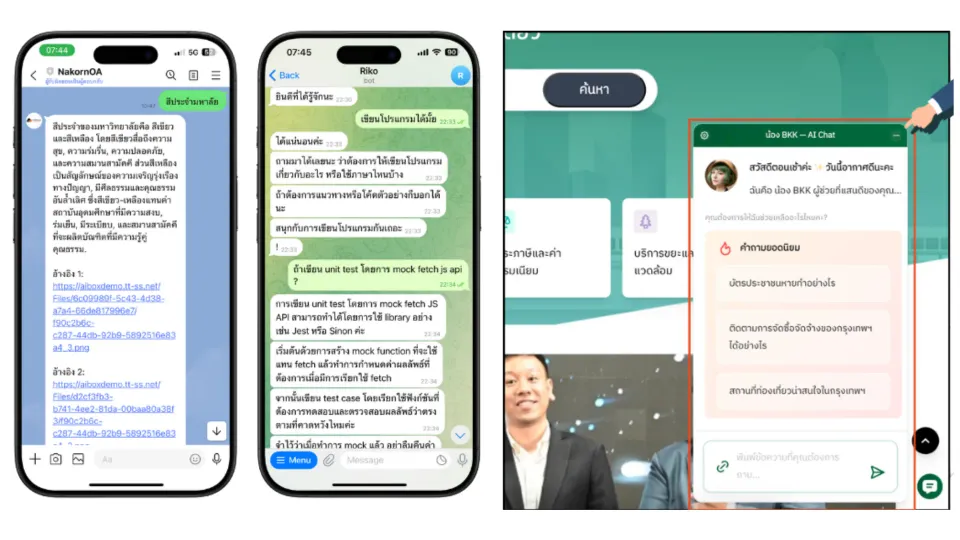 07:44
5G
NakornOA
สีประจำมหาลัย
สีประจำของมหาวิทยาลัยคือ สีเขียว
และสีเหลือง โดยสีเขียวสื่อถึงความ
สุข, ความร่มรื่น, ความปลอดภัย,
และความสมานสามัคคี ส่วนสีเหลือง
เป็นสัญลักษณ์ของความเจริญรุ่งเรือง
ทางปัญญา, มีศีลธรรมและคุณธรรม
อันล้ำเลิศ ซึ่งสีเขียว-เหลืองแทนค่า
สถาบันอุดมศึกษาที่มีความสงบ,
ร่มเย็น, มีระเบียบ, และสมานสามัคคี
ที่จะผลิตบัณฑิตที่มีความรู้คู่
คุณธรรม.
อ้างอิง 1:
https://aiboxdemo.tt-ss.net/
Files/6c09989f-5c43-4d38-
a7a4-66de817996e7/
f90c2b6c-
c287-44db-92b9-5892516e83
a4_3.png
อ้างอิง 2:
https://aiboxdemo.tt-ss.net/
Files/d2cf3fb3-
b741-4ee2-81da-00baa80a38f
3/f90c2b6c-
c287-44db-92b9-5892516e83
a4_4.png
Aa
07:45
90
Back
Riko
bot
R
ยินดีที่ได้รู้จักนะ 22:30
เขียนโปรแกรมได้มั้ย 22:33
ได้แน่นอนค่ะ 22:33
ถามมาได้เลยนะ ว่าต้องการให้เขียนโปรแกรม
เกี่ยวกับอะไร หรือใช้ภาษาไหนบ้าง
22:33
ถ้าต้องการแนวทางหรือโค้ดตัวอย่างก็บอกได้
นะ 22:33
สนุกกับการเขียนโปรแกรมกันเถอะ 22:33
! 22:33
ถ้าเขียน unit test โดยการ mock fetch js api
? 22:34
การเขียน unit test โดยการ mock fetch JS
API สามารถทำได้โดยการใช้ library อย่าง
เช่น Jest หรือ Sinon ค่ะ 22:34
เริ่มต้นด้วยการสร้าง mock function ที่จะใช้
แทน fetch แล้วทำการกำหนดค่าผลลัพธ์ที่
ต้องการเมื่อมีการเรียกใช้ fetch 22:34
จากนั้นเขียน test case โดยเรียกใช้ฟังก์ชันที่
ต้องการทดสอบและตรวจสอบผลลัพธ์ว่าตรง
ตามที่คาดหวังไหมค่ะ 22:34
จำไว้ว่าเมื่อทำการ mock แล้ว อย่าลืมคืนค่า
Menu
Message
ค้นหา
ษาษีและค่า
รมเนียม
บริการขยะแล
แวดล้อม
น้อง BKK — AI Chat
สวัสดีตอนเช้าค่ะ ✨ วันนี้อากาศดีนะคะ
ฉันคือ น้อง BKK ผู้ช่วยที่แสนดีของคุณ...
คุณต้องการให้ฉันช่วยเหลืออะไรไหมคะ?
คำถามยอดนิยม
บัตรประชาชนหายทำอย่างไร
ติดตามการจัดซื้อจัดจ้างของกรุงเทพฯ
ได้อย่างไร
สถานที่ท่องเที่ยวน่าสนใจในกรุงเทพฯ
พิมพ์ข้อความที่คุณต้องการ
ถาม...